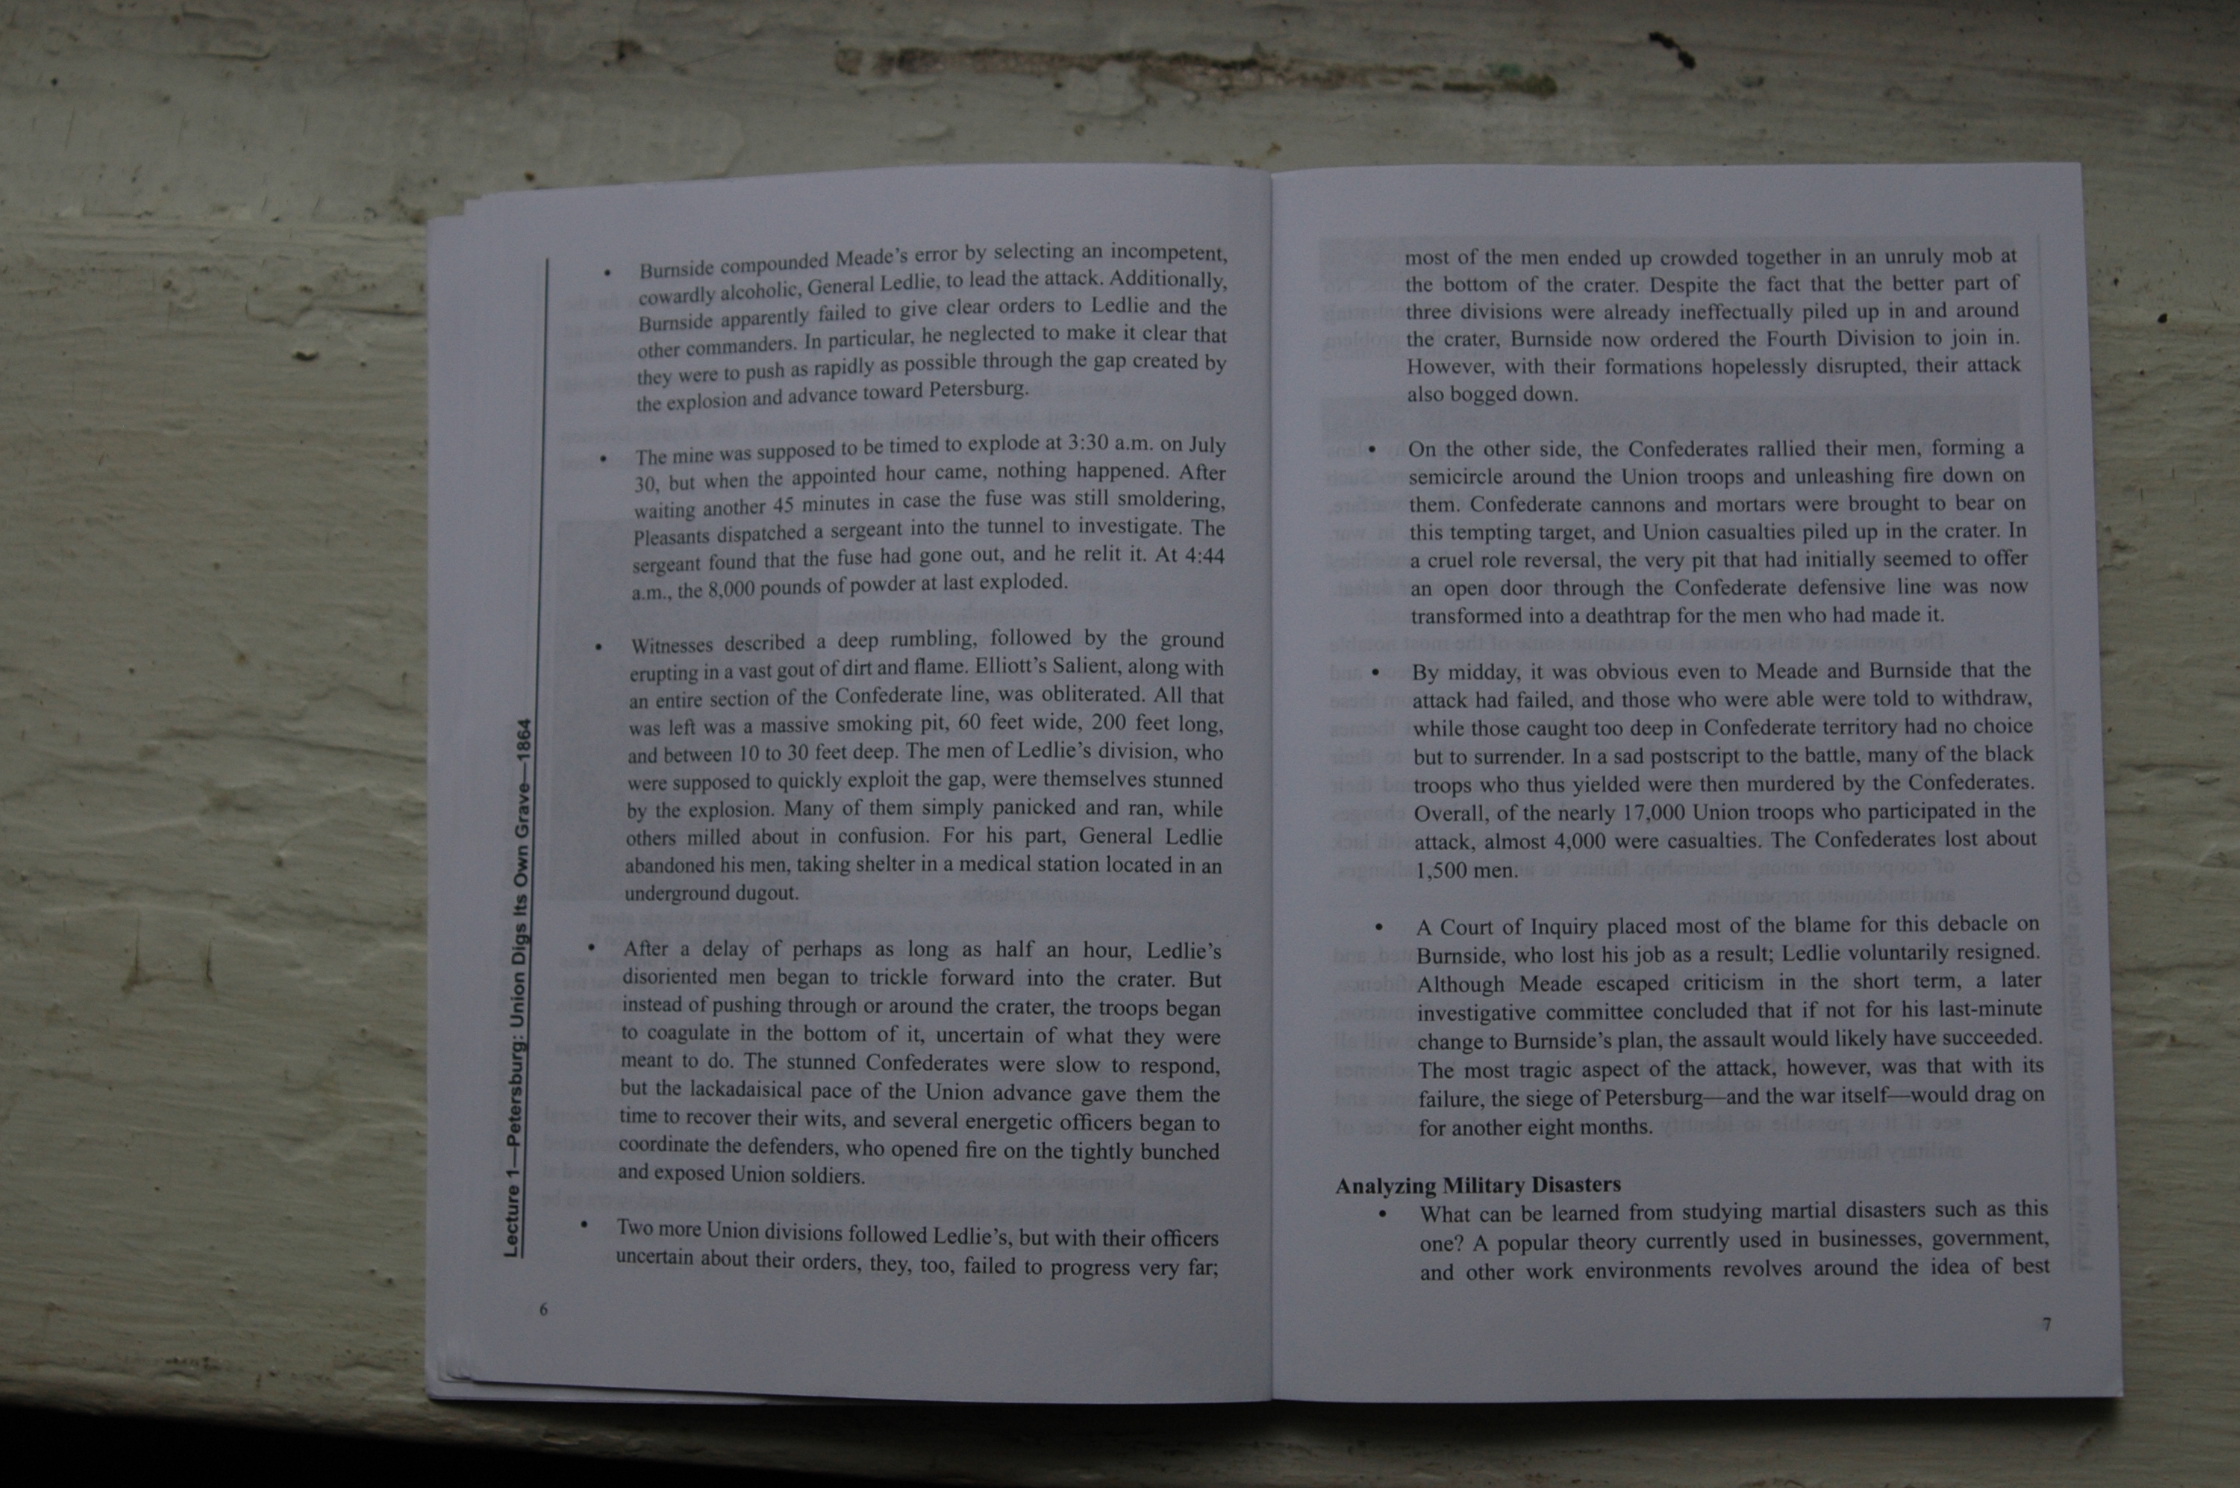 Lecture 1—Petersburg: Union Digs Its Own Grave—1864
• Burnside compounded Meade's error by selecting an incompetent,
cowardly alcoholic, General Ledlie, to lead the attack. Additionally,
Burnside apparently failed to give clear orders to Ledlie and the
other commanders. In particular, he neglected to make it clear that
they were to push as rapidly as possible through the gap created by
the explosion and advance toward Petersburg.
• The mine was supposed to be timed to explode at 3:30 a.m. on July
30, but when the appointed hour came, nothing happened. After
waiting another 45 minutes in case the fuse was still smoldering,
Pleasants dispatched a sergeant into the tunnel to investigate. The
sergeant found that the fuse had gone out, and he relit it. At 4:44
a.m., the 8,000 pounds of powder at last exploded.
• Witnesses described a deep rumbling, followed by the ground
erupting in a vast gout of dirt and flame. Elliott's Salient, along with
an entire section of the Confederate line, was obliterated. All that
was left was a massive smoking pit, 60 feet wide, 200 feet long,
and between 10 to 30 feet deep. The men of Ledlie's division, who
were supposed to quickly exploit the gap, were themselves stunned
by the explosion. Many of them simply panicked and ran, while
others milled about in confusion. For his part, General Ledlie
abandoned his men, taking shelter in a medical station located in an
underground dugout.
• After a delay of perhaps as long as half an hour, Ledlie's
disoriented men began to trickle forward into the crater. But
instead of pushing through or around the crater, the troops began
to coagulate in the bottom of it, uncertain of what they were
meant to do. The stunned Confederates were slow to respond,
but the lackadaisical pace of the Union advance gave them the
time to recover their wits, and several energetic officers began to
coordinate the defenders, who opened fire on the tightly bunched
and exposed Union soldiers.
• Two more Union divisions followed Ledlie's, but with their officers
uncertain about their orders, they, too, failed to progress very far;
6
most of the men ended up crowded together in an unruly mob at
the bottom of the crater. Despite the fact that the better part of
three divisions were already ineffectually piled up in and around
the crater, Burnside now ordered the Fourth Division to join in.
However, with their formations hopelessly disrupted, their attack
also bogged down.
• On the other side, the Confederates rallied their men, forming a
semicircle around the Union troops and unleashing fire down on
them. Confederate cannons and mortars were brought to bear on
this tempting target, and Union casualties piled up in the crater. In
a cruel role reversal, the very pit that had initially seemed to offer
an open door through the Confederate defensive line was now
transformed into a deathtrap for the men who had made it.
• By midday, it was obvious even to Meade and Burnside that the
attack had failed, and those who were able were told to withdraw,
while those caught too deep in Confederate territory had no choice
but to surrender. In a sad postscript to the battle, many of the black
troops who thus yielded were then murdered by the Confederates.
Overall, of the nearly 17,000 Union troops who participated in the
attack, almost 4,000 were casualties. The Confederates lost about
1,500 men.
• A Court of Inquiry placed most of the blame for this debacle on
Burnside, who lost his job as a result; Ledlie voluntarily resigned.
Although Meade escaped criticism in the short term, a later
investigative committee concluded that if not for his last-minute
change to Burnside's plan, the assault would likely have succeeded.
The most tragic aspect of the attack, however, was that with its
failure, the siege of Petersburg—and the war itself—would drag on
for another eight months.
Analyzing Military Disasters
• What can be learned from studying martial disasters such as this
one? A popular theory currently used in businesses, government,
and other work environments revolves around the idea of best
7